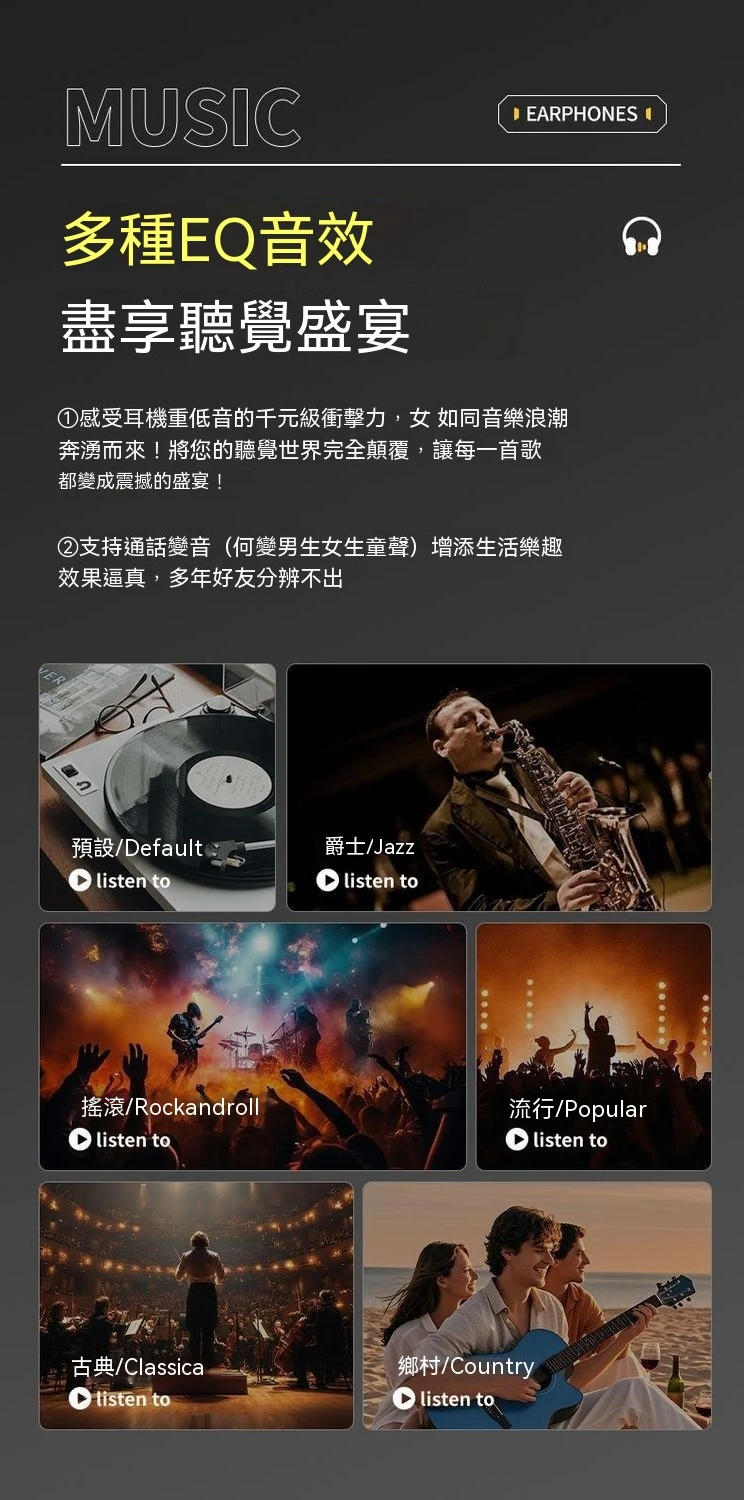 MUSIC
EARPHONES
多種EQ音效
盡享聽覺盛宴
①感受耳機重低音的千元級衝擊力，女 如同音樂浪潮
奔湧而來！將您的聽覺世界完全顛覆，讓每一首歌
都變成震撼的盛宴！
②支持通話變音（何變男生女生童聲）增添生活樂趣
效果逼真，多年好友分辨不出
VER
預設/Default
listen to
爵士/Jazz
listen to
搖滾/Rockandroll
listen to
流行/Popular
listen to
古典/Classica
listen to
鄉村/Country
listen to